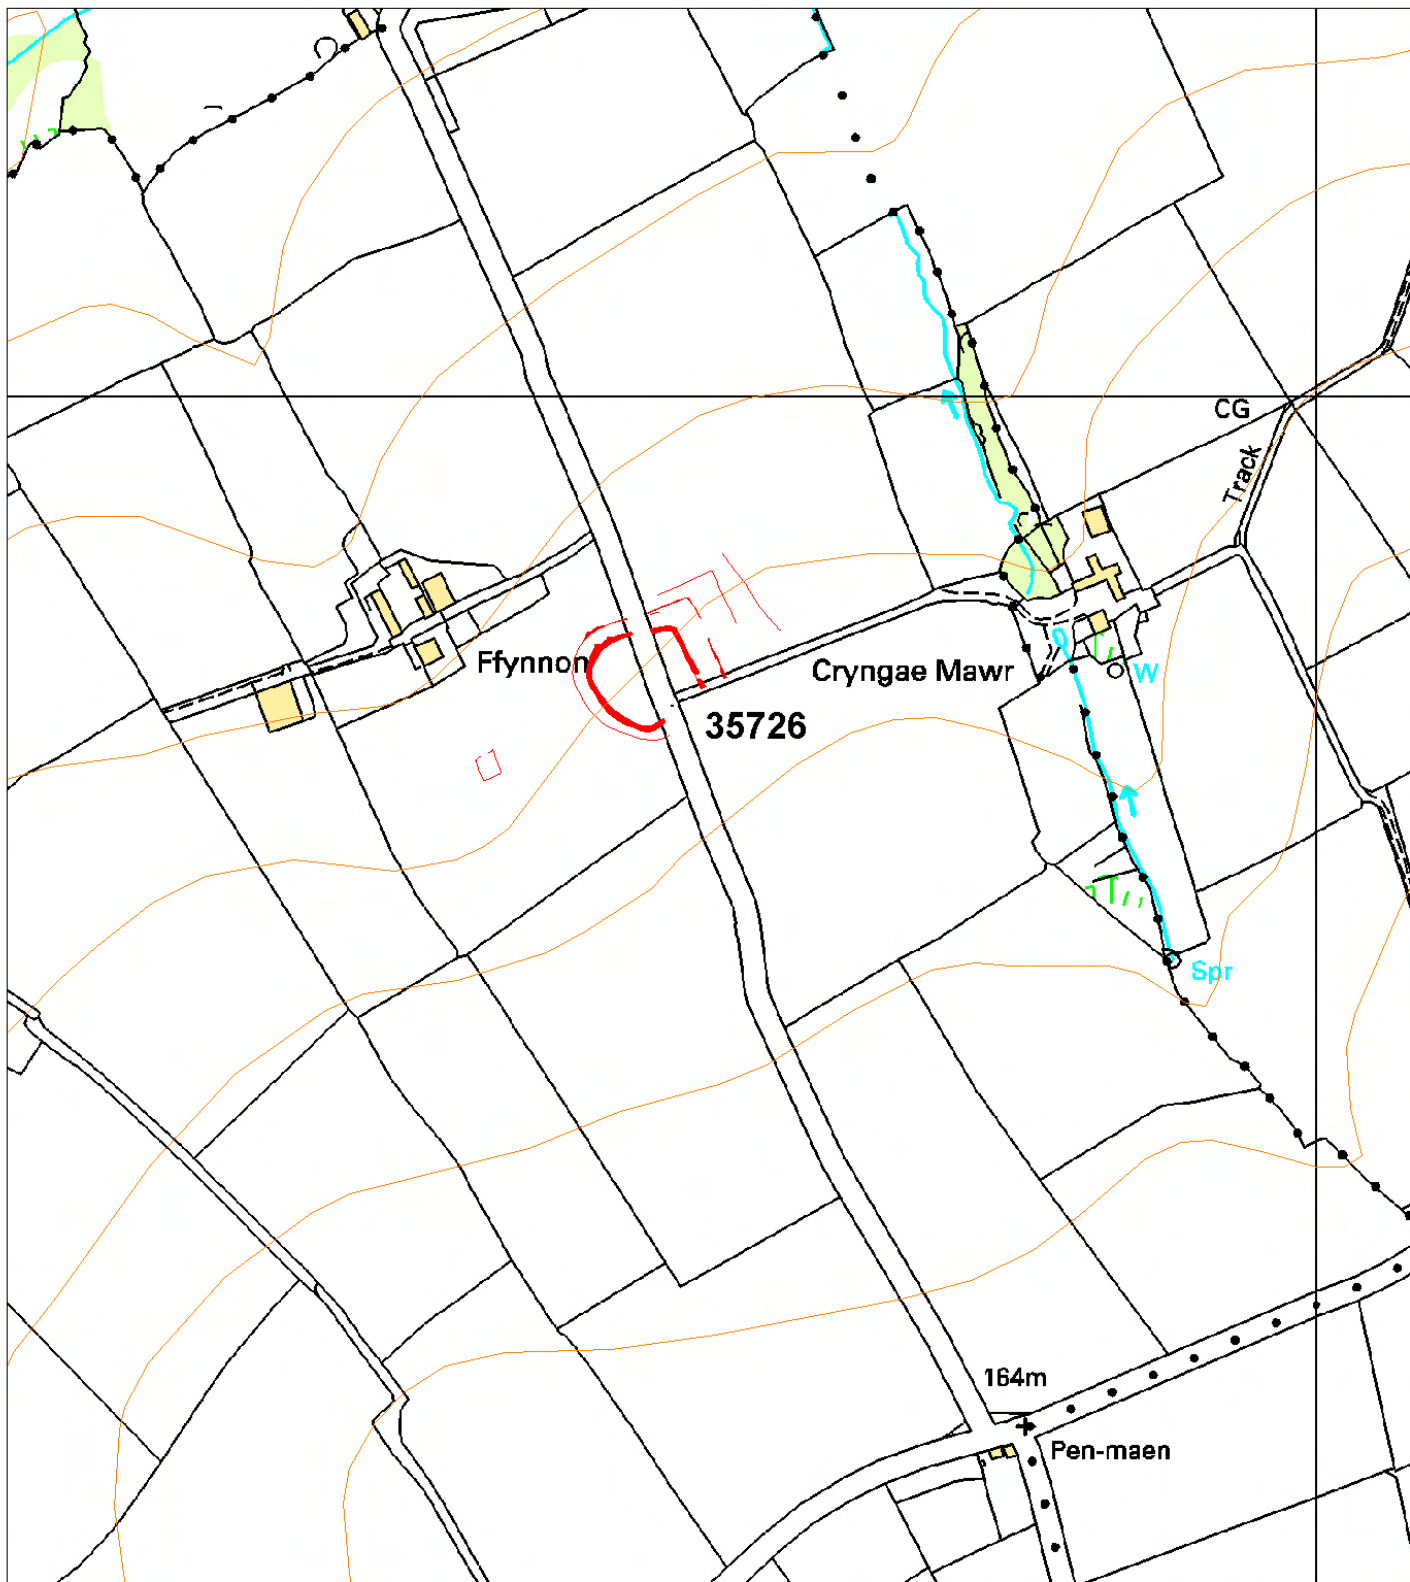 CG
Track
Ffynnon
Cryngae Mawr
W
35726
Spr
164m
Pen-maen